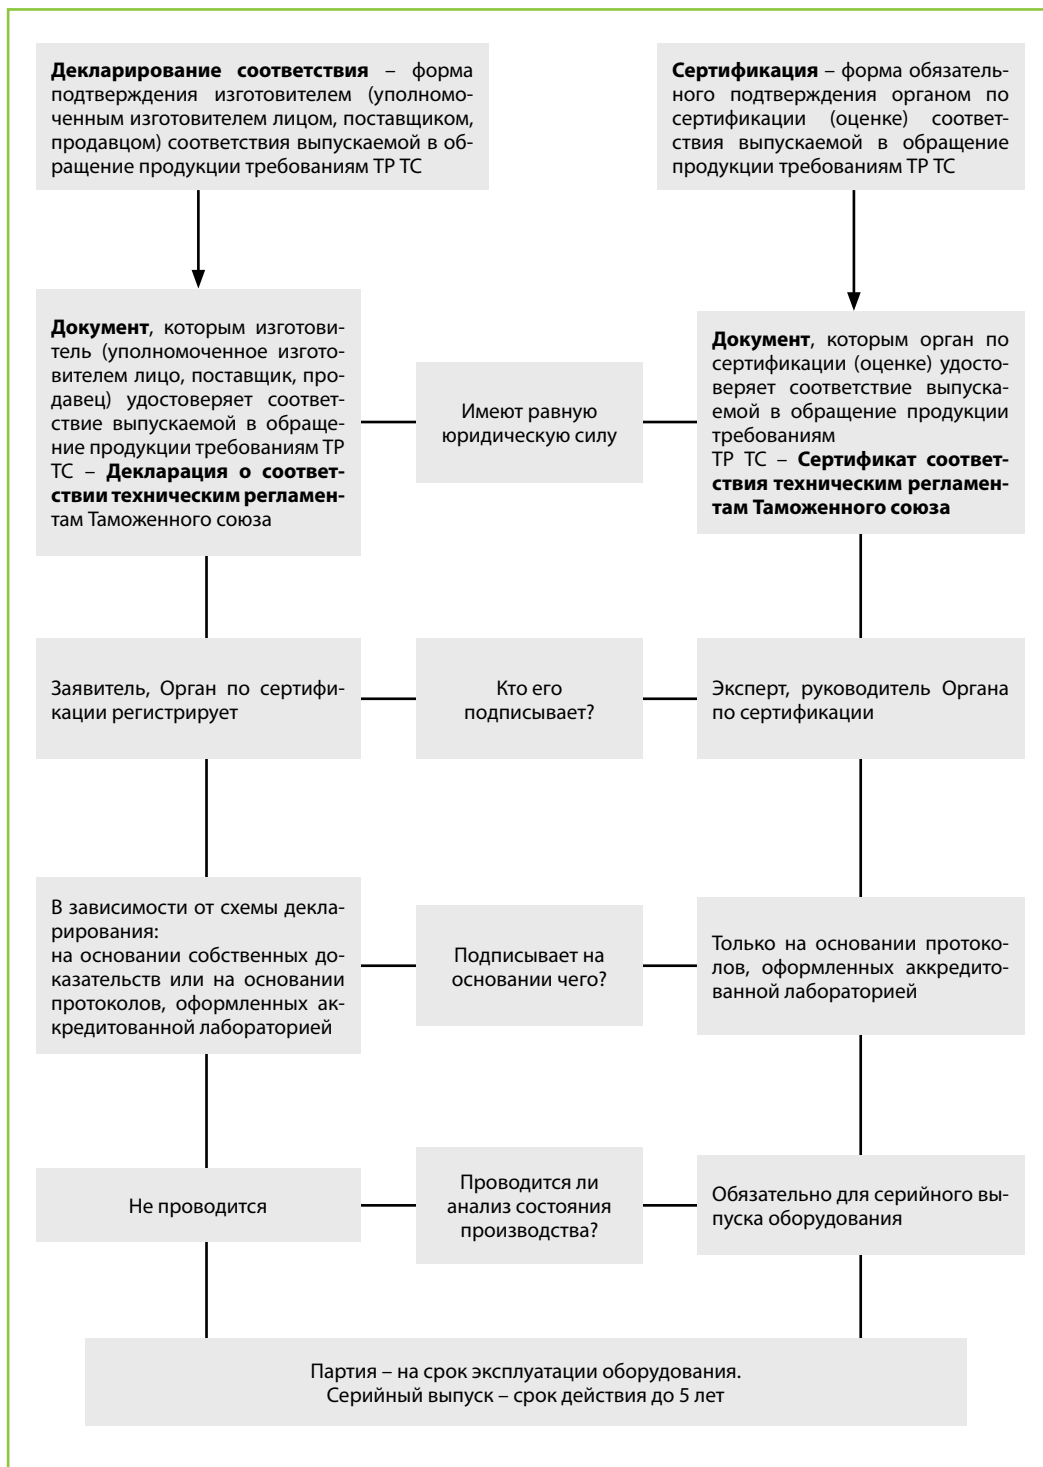 Декларирование соответствия – форма
подтверждения изготовителем (уполномо-
ченным изготовителем лицом, поставщиком,
продавцом) соответствия выпускаемой в об-
ращение продукции требованиям ТР ТС
Сертификация – форма обязатель-
ного подтверждения органом по
сертификации (оценке) соответ-
ствия выпускаемой в обращение
продукции требованиям ТР ТС
Документ, которым изготови-
тель (уполномоченное изгото-
вителем лицо, поставщик, про-
давец) удостоверяет соответ-
ствие выпускаемой в обраще-
ние продукции требованиям ТР
ТС – Декларация о соответ-
ствии техническим регламен-
там Таможенного союза
Имеют равную
юридическую силу
Документ, которым орган по
сертификации (оценке) удосто-
веряет соответствие выпуска-
емой в обращение продукции
требованиям
ТР ТС – Сертификат соответ-
ствия техническим регламен-
там Таможенного союза
Заявитель, Орган по сертифи-
кации регистрирует
Кто его
подписывает?
Эксперт, руководитель Органа
по сертификации
В зависимости от схемы декла-
рирования:
на основании собственных до-
казательств или на основании
протоколов, оформленных ак-
кредитованной лабораторией
Подписывает на
основании чего?
Только на основании протоко-
лов, оформленных аккредито-
ванной лабораторией
Не проводится
Проводится ли
анализ состояния
производства?
Обязательно для серийного вы-
пуска оборудования
Партия – на срок эксплуатации оборудования.
Серийный выпуск – срок действия до 5 лет